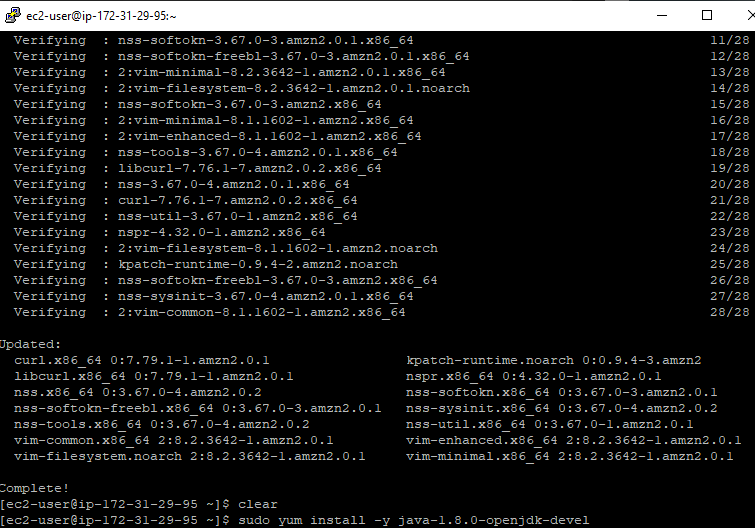 ec2-user@ip-172-31-29-95:~
Verifying : nss-softokn-3.67.0-3.amzn2.0.1.x86_64 11/28
Verifying : nss-softokn-freebl-3.67.0-3.amzn2.0.1.x86_64 12/28
Verifying : 2:vim-minimal-8.2.3642-1.amzn2.0.1.x86_64 13/28
Verifying : 2:vim-filesystem-8.2.3642-1.amzn2.0.1.noarch 14/28
Verifying : nss-softokn-3.67.0-3.amzn2.x86_64 15/28
Verifying : 2:vim-minimal-8.1.1602-1.amzn2.x86_64 16/28
Verifying : 2:vim-enhanced-8.1.1602-1.amzn2.x86_64 17/28
Verifying : nss-tools-3.67.0-4.amzn2.0.1.x86_64 18/28
Verifying : libcurl-7.76.1-7.amzn2.0.2.x86_64 19/28
Verifying : nss-3.67.0-4.amzn2.0.1.x86_64 20/28
Verifying : curl-7.76.1-7.amzn2.0.2.x86_64 21/28
Verifying : nss-util-3.67.0-1.amzn2.x86_64 22/28
Verifying : nspr-4.32.0-1.amzn2.x86_64 23/28
Verifying : 2:vim-filesystem-8.1.1602-1.amzn2.noarch 24/28
Verifying : kpatch-runtime-0.9.4-2.amzn2.noarch 25/28
Verifying : nss-softokn-freebl-3.67.0-3.amzn2.x86_64 26/28
Verifying : nss-sysinit-3.67.0-4.amzn2.0.1.x86_64 27/28
Verifying : 2:vim-common-8.1.1602-1.amzn2.x86_64 28/28
Updated:
curl.x86_64 0:7.79.1-1.amzn2.0.1 kpatch-runtime.noarch 0:0.9.4-3.amzn2
libcurl.x86_64 0:7.79.1-1.amzn2.0.1 nspr.x86_64 0:4.32.0-1.amzn2.0.1
nss.x86_64 0:3.67.0-4.amzn2.0.2 nss-softokn.x86_64 0:3.67.0-3.amzn2.0.1
nss-softokn-freebl.x86_64 0:3.67.0-3.amzn2.0.1 nss-sysinit.x86_64 0:3.67.0-4.amzn2.0.2
nss-tools.x86_64 0:3.67.0-4.amzn2.0.2 nss-util.x86_64 0:3.67.0-1.amzn2.0.1
vim-common.x86_64 2:8.2.3642-1.amzn2.0.1 vim-enhanced.x86_64 2:8.2.3642-1.amzn2.0.1
vim-filesystem.noarch 2:8.2.3642-1.amzn2.0.1 vim-minimal.x86_64 2:8.2.3642-1.amzn2.0.1
Complete!
[ec2-user@ip-172-31-29-95 ~]$ clear
[ec2-user@ip-172-31-29-95 ~]$ sudo yum install -y java-1.8.0-openjdk-devel